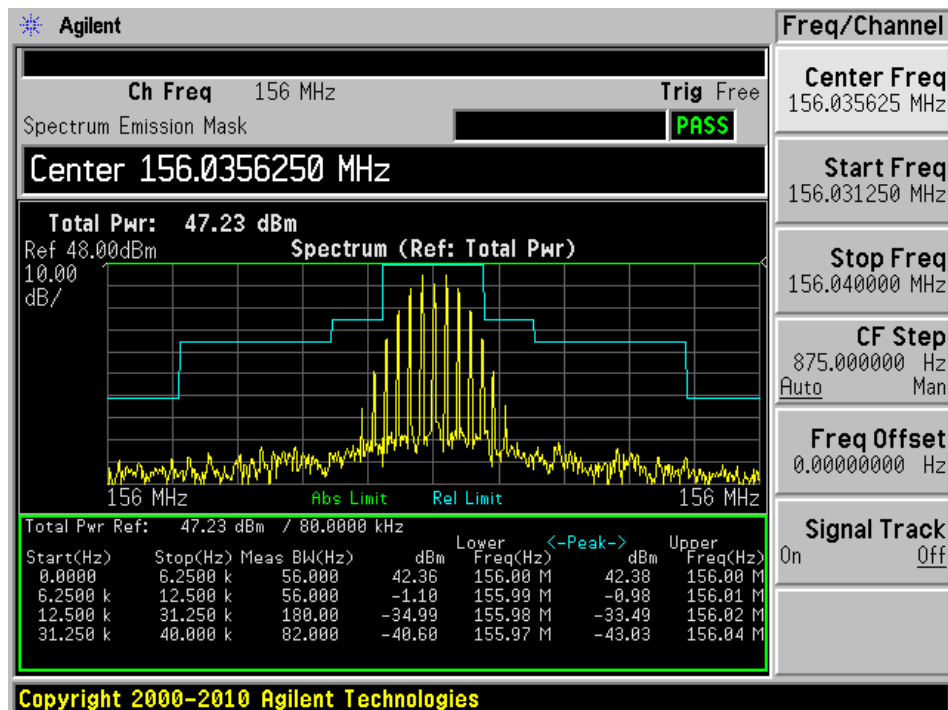 Agilent
Freq/Channel
Ch Freq 156 MHz Trig Free
Spectrum Emission Mask PASS
Center 156.0356250 MHz
Total Pwr: 47.23 dBm
Ref 48.00dBm Spectrum (Ref: Total Pwr)
10.00
dB/
156 MHz Abs Limit Rel Limit 156 MHz
Total Pwr Ref: 47.23 dBm / 80.0000 kHz
Lower <-Peak-> Upper
Start(Hz) Stop(Hz) Meas BW(Hz) dBm Freq(Hz) dBm Freq(Hz)
0.0000 6.2500 k 56.000 42.36 156.00 M 42.38 156.00 M
6.2500 k 12.500 k 56.000 -1.10 155.99 M -0.98 156.01 M
12.500 k 31.250 k 180.00 -34.99 155.98 M -33.49 156.02 M
31.250 k 40.000 k 82.000 -40.60 155.97 M -43.03 156.04 M
Center Freq
156.035625 MHz
Start Freq
156.031250 MHz
Stop Freq
156.040000 MHz
CF Step
875.000000 Hz
Auto Man
Freq Offset
0.00000000 Hz
Signal Track
On Off
Copyright 2000-2010 Agilent Technologies